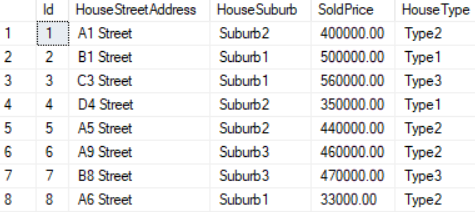 Id HouseStreetAddress HouseSuburb SoldPrice HouseType
1 1 A1 Street Suburb2 400000.00 Type2
2 2 B1 Street Suburb1 500000.00 Type1
3 3 C3 Street Suburb1 560000.00 Type3
4 4 D4 Street Suburb2 350000.00 Type1
5 5 A5 Street Suburb2 440000.00 Type2
6 6 A9 Street Suburb3 460000.00 Type2
7 7 B8 Street Suburb3 470000.00 Type3
8 8 A6 Street Suburb1 33000.00 Type2